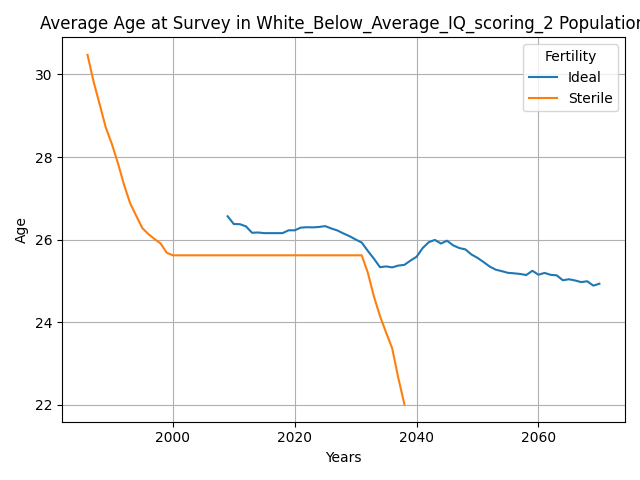 Average Age at Survey in White_Below_Average_IQ_scoring_2 Population
Fertility
Ideal
Sterile
30
28
26
24
22
Age
2000 2020 2040 2060
Years